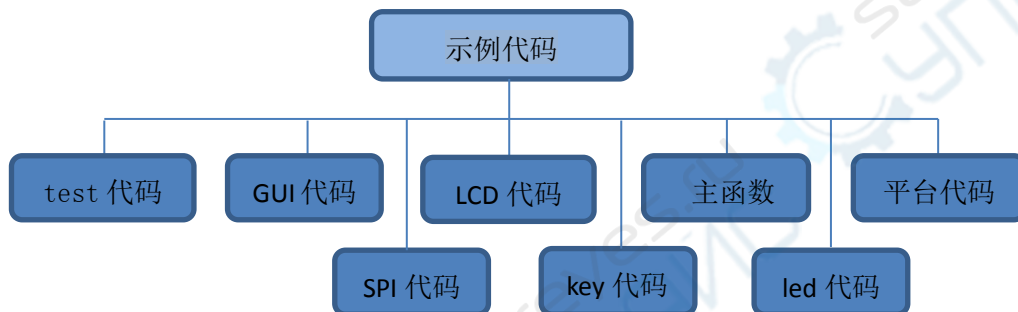 示例代码
test 代码
GUI 代码
LCD 代码
主函数
平台代码
SPI 代码
key 代码
led 代码